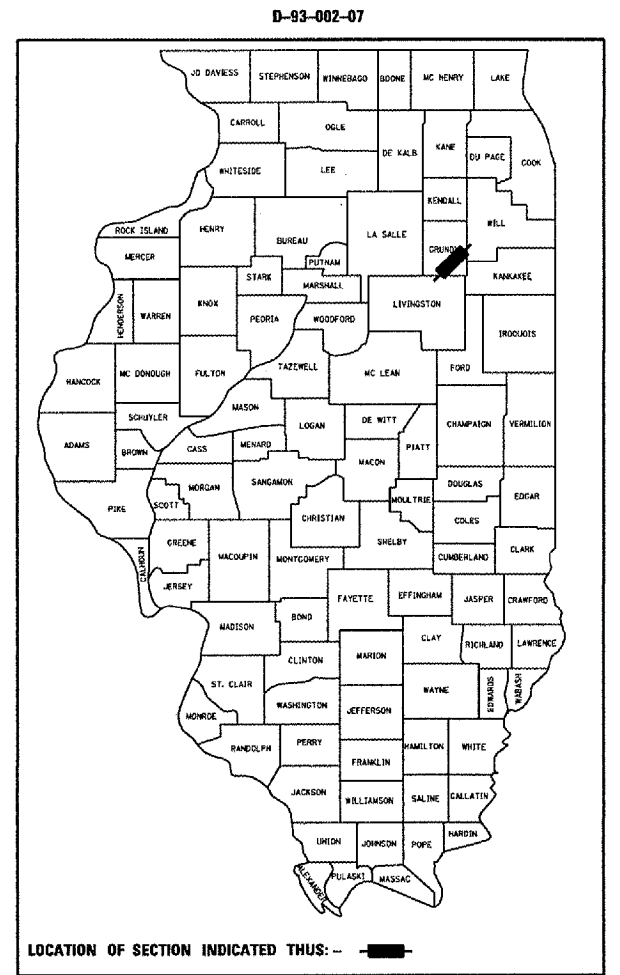 D-93-002-07
JO DAVIESS
STEPHENSON
WINNEBAGO
BOONE
MC HENRY
LAKE
CARROLL
OGLE
DE KALB
KANE
DU PAGE
COOK
WHITESIDE
LEE
KENDALL
WILL
ROCK ISLAND
HENRY
BUREAU
LA SALLE
GRUNDY
MERCER
PUTNAM
KANKAKEE
STARK
MARSHALL
LIVINGSTON
HENDERSON
WARREN
KNOX
PEORIA
WOODFORD
IROQUOIS
HANCOCK
MC DONOUGH
FULTON
TAZEWELL
MC LEAN
FORD
SCHUYLER
MASON
LOGAN
DE WITT
CHAMPAIGN
VERMILION
ADAMS
BROWN
CASS
MENARD
PIATT
MACON
PIKE
SCOTT
MORGAN
SANGAMON
MOULTRIE
DOUGLAS
EDGAR
CHRISTIAN
COLES
CALHOUN
GREENE
MACOUPIN
MONTGOMERY
SHELBY
CUMBERLAND
CLARK
JERSEY
FAYETTE
EFFINGHAM
JASPER
CRAWFORD
MADISON
BOND
CLAY
RICHLAND
LAWRENCE
CLINTON
MARION
ST. CLAIR
WAYNE
EDWARDS
WABASH
MONROE
WASHINGTON
JEFFERSON
RANDOLPH
PERRY
HAMILTON
WHITE
FRANKLIN
JACKSON
WILLIAMSON
SALINE
GALLATIN
UNION
JOHNSON
POPE
HARDIN
ALEXANDER
PULASKI
MASSAC
LOCATION OF SECTION INDICATED THUS: -